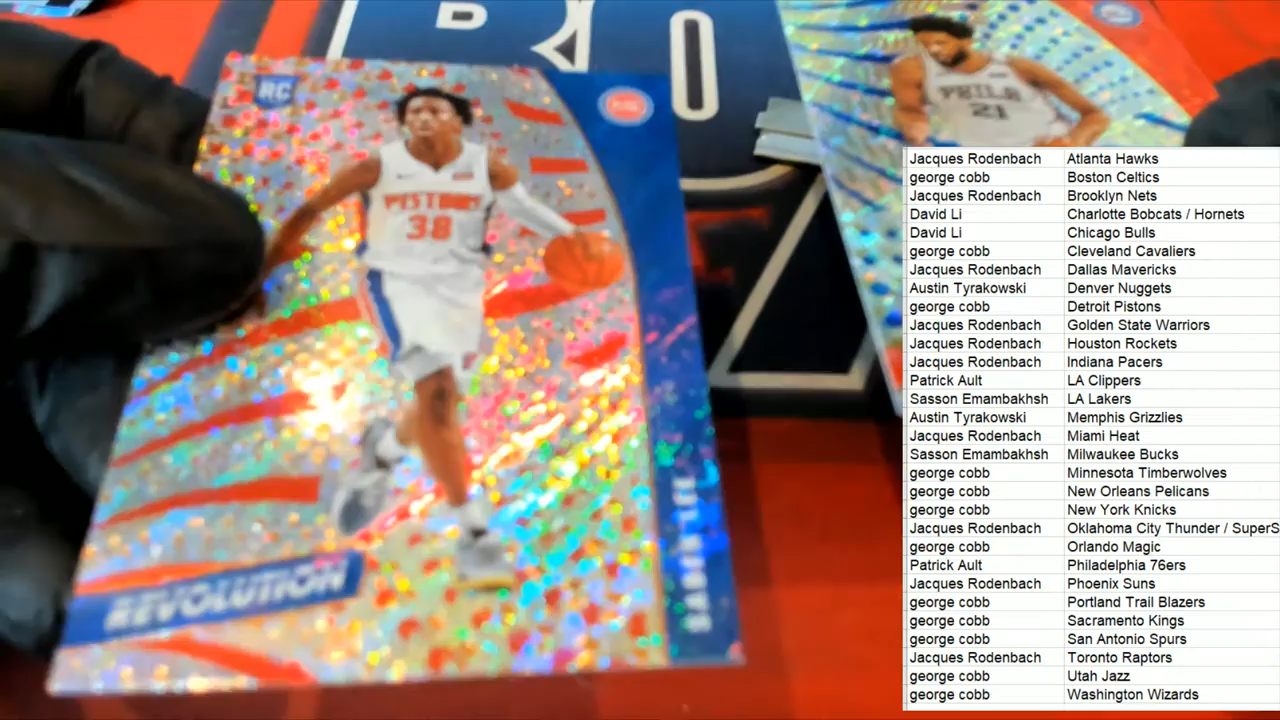 B
O
RC
PISTONS
38
PHILA
21
REVOLUTION
SABEN LEE
Jacques Rodenbach Atlanta Hawks
george cobb Boston Celtics
Jacques Rodenbach Brooklyn Nets
David Li Charlotte Bobcats / Hornets
David Li Chicago Bulls
george cobb Cleveland Cavaliers
Jacques Rodenbach Dallas Mavericks
Austin Tyrakowski Denver Nuggets
george cobb Detroit Pistons
Jacques Rodenbach Golden State Warriors
Jacques Rodenbach Houston Rockets
Jacques Rodenbach Indiana Pacers
Patrick Ault LA Clippers
Sasson Emambakhsh LA Lakers
Austin Tyrakowski Memphis Grizzlies
Jacques Rodenbach Miami Heat
Sasson Emambakhsh Milwaukee Bucks
george cobb Minnesota Timberwolves
george cobb New Orleans Pelicans
george cobb New York Knicks
Jacques Rodenbach Oklahoma City Thunder / SuperS
george cobb Orlando Magic
Patrick Ault Philadelphia 76ers
Jacques Rodenbach Phoenix Suns
george cobb Portland Trail Blazers
george cobb Sacramento Kings
george cobb San Antonio Spurs
Jacques Rodenbach Toronto Raptors
george cobb Utah Jazz
george cobb Washington Wizards